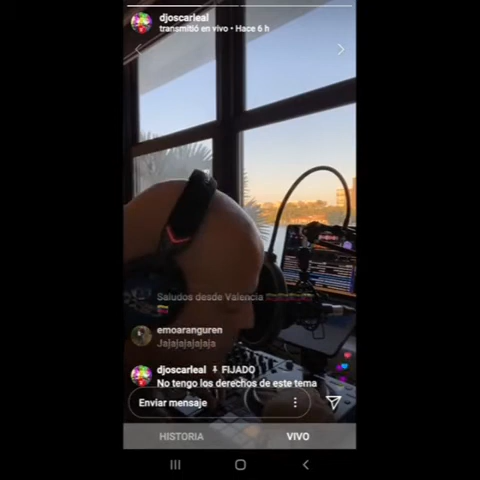 djoscarleal
transmitió en vivo • Hace 6 h
Saludos desde Valencia
emoaranguren
Jajajajajajaja
djoscarleal FIJADO
No tengo los derechos de este tema
Enviar mensaje
HISTORIA
VIVO